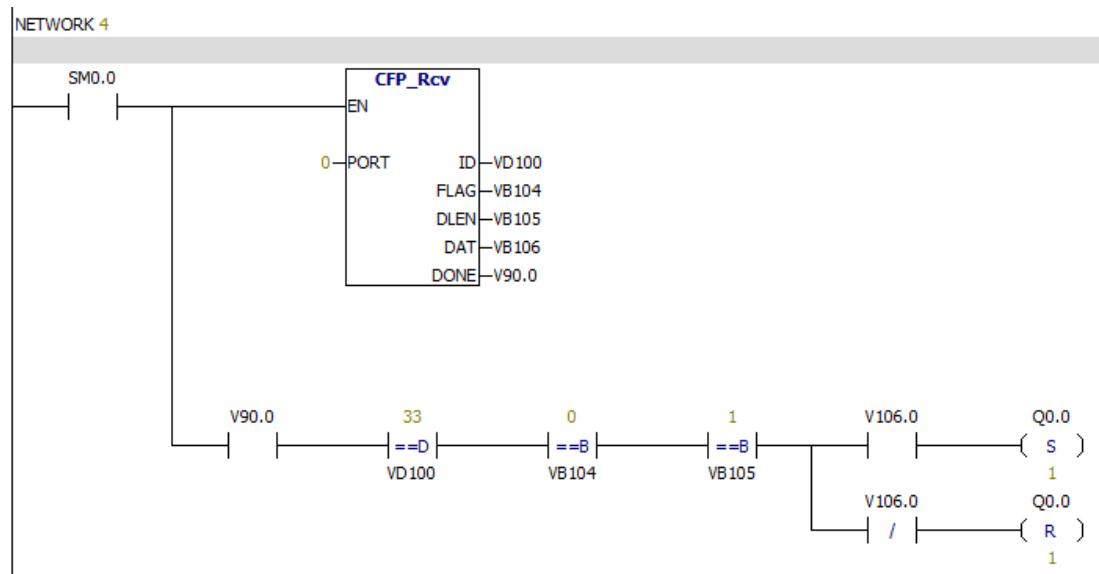 NETWORK 4
SM0.0
CFP_Rcv
EN
0 PORT ID VD100
FLAG VB104
DLEN VB105
DAT VB106
DONE V90.0
V90.0 33 0 1 V106.0 Q0.0
==D ==B ==B S
VD100 VB104 VB105 1
V106.0 Q0.0
/ R
1